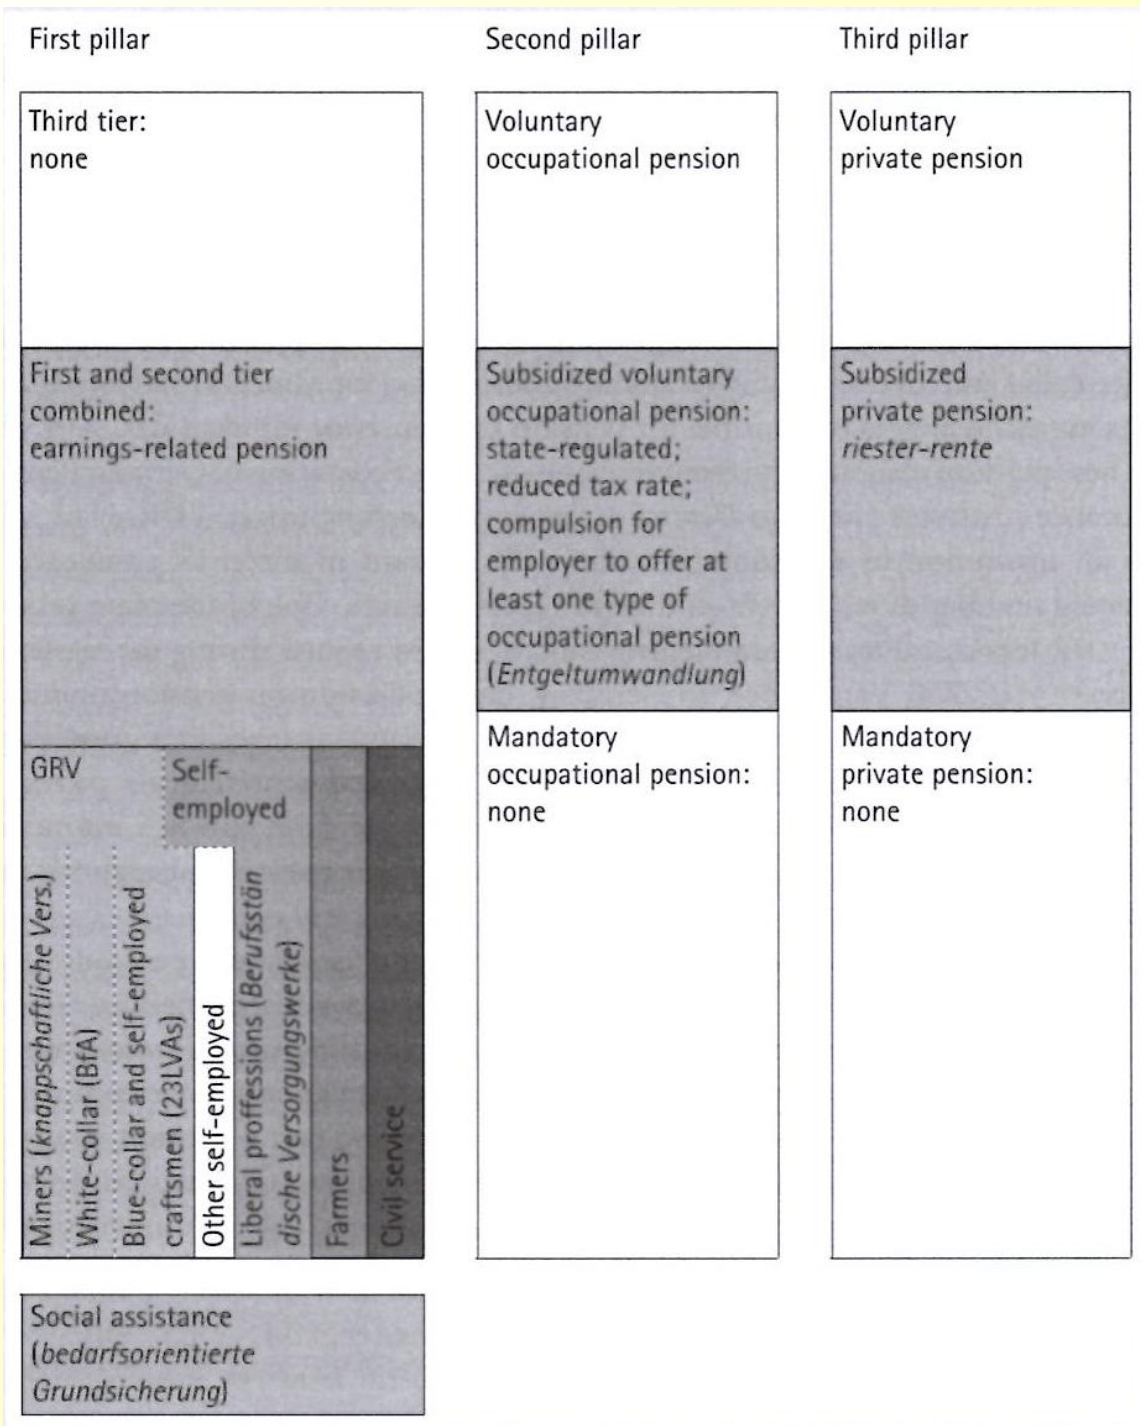 First pillar
Second pillar
Third pillar
Third tier:
none
Voluntary
occupational pension
Voluntary
private pension
First and second tier
combined:
earnings-related pension
Subsidized voluntary
occupational pension:
state-regulated;
reduced tax rate;
compulsion for
employer to offer at
least one type of
occupational pension
(Entgeltumwandlung)
Subsidized
private pension:
riester-rente
GRV
Self-
employed
Miners (knappschaftliche Vers.)
White-collar (BfA)
Blue-collar and self-employed
craftsmen (23LVAs)
Other self-employed
Liberal proffessions (Berufsstän
dische Versorgungswerke)
Farmers
Civil service
Mandatory
occupational pension:
none
Mandatory
private pension:
none
Social assistance
(bedarfsorientierte
Grundsicherung)